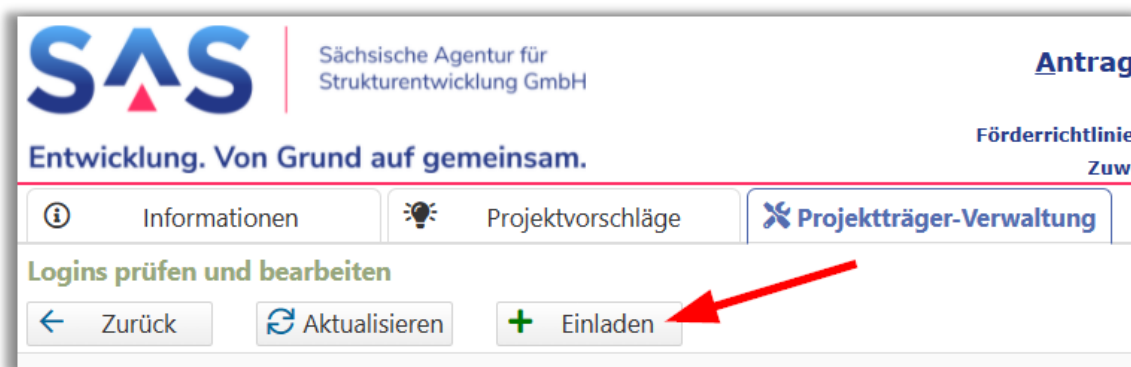 SAS
Sächsische Agentur für
Strukturentwicklung GmbH
Entwicklung. Von Grund auf gemeinsam.
Antrag
Förderrichtlinie
Zuw
Informationen
Projektvorschläge
Projektträger-Verwaltung
Logins prüfen und bearbeiten
Zurück
Aktualisieren
Einladen